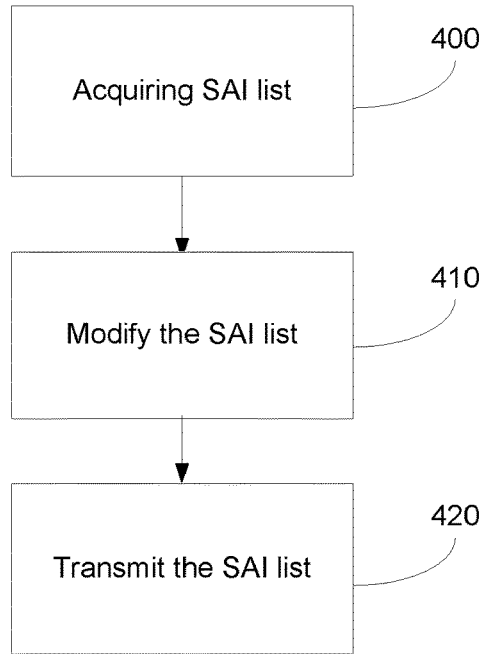 400
Acquiring SAI list
410
Modify the SAI list
420
Transmit the SAI list